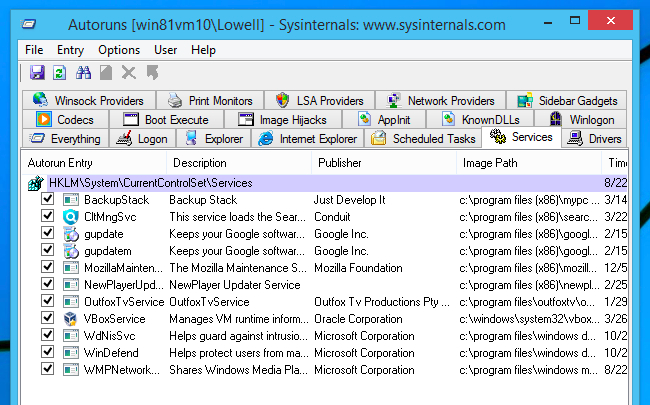 Autoruns [win81vm10\Lowell] - Sysinternals: www.sysinternals.com
File Entry Options User Help
Winsock Providers Print Monitors LSA Providers Network Providers Sidebar Gadgets
Codecs Boot Execute Image Hijacks AppInit KnownDLLs Winlogon
Everything Logon Explorer Internet Explorer Scheduled Tasks Services Drivers
Autorun Entry Description Publisher Image Path Time
HKLM\System\CurrentControlSet\Services 8/22
BackupStack BackupStack Just Develop It c:\program files (x86)\mypc ... 3/14
CltMngSvc This service loads the Sear... Conduit c:\program files (x86)\searc... 2/23
gupdate Keeps your Google softwar... Google Inc. c:\program files (x86)\googl... 2/15
gupdatem Keeps your Google softwar... Google Inc. c:\program files (x86)\googl... 2/15
MozillaMainten... The Mozilla Maintenance S... Mozilla Foundation c:\program files (x86)\mozill... 12/5
NewPlayerUpd... NewPlayer Updater Service c:\program files (x86)\newpl... 2/21
OutfoxTvService OutfoxTvService Outfox Tv Productions Pty ... c:\program files\outfoxtv\o... 1/29
VBoxService Manages VM runtime inform... Oracle Corporation c:\windows\system32\vbox... 3/26
WdNisSvc Helps guard against intrusio... Microsoft Corporation c:\program files\windows d... 10/2
WinDefend Helps protect users from ma... Microsoft Corporation c:\program files\windows d... 10/2
WMPNetwork... Shares Windows Media Pla... Microsoft Corporation c:\program files\windows m... 8/22